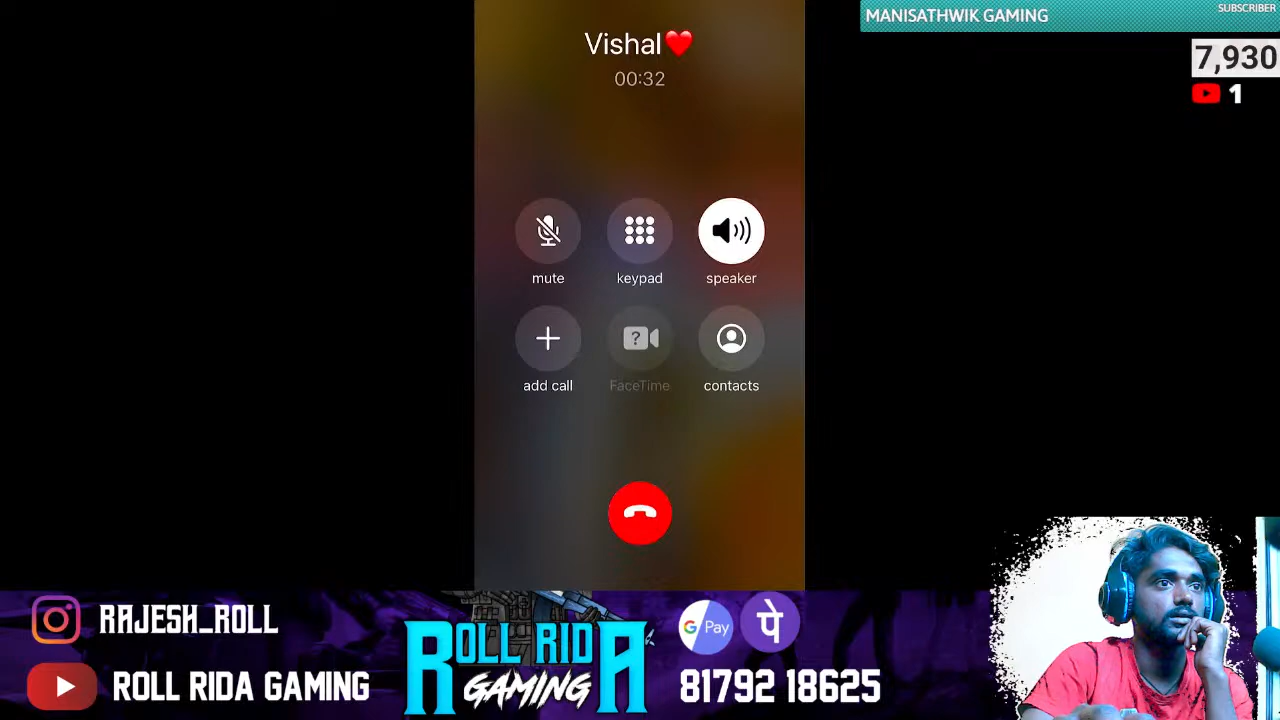 Vishal❤️
00:32
mute
keypad
speaker
add call
FaceTime
contacts
MANISATHWIK GAMING
SUBSCRIBER
7,930
1
RAJESH_ROLL
ROLL RIDA GAMING
ROLL RIDA
GAMING
G Pay
पे
81792 18625